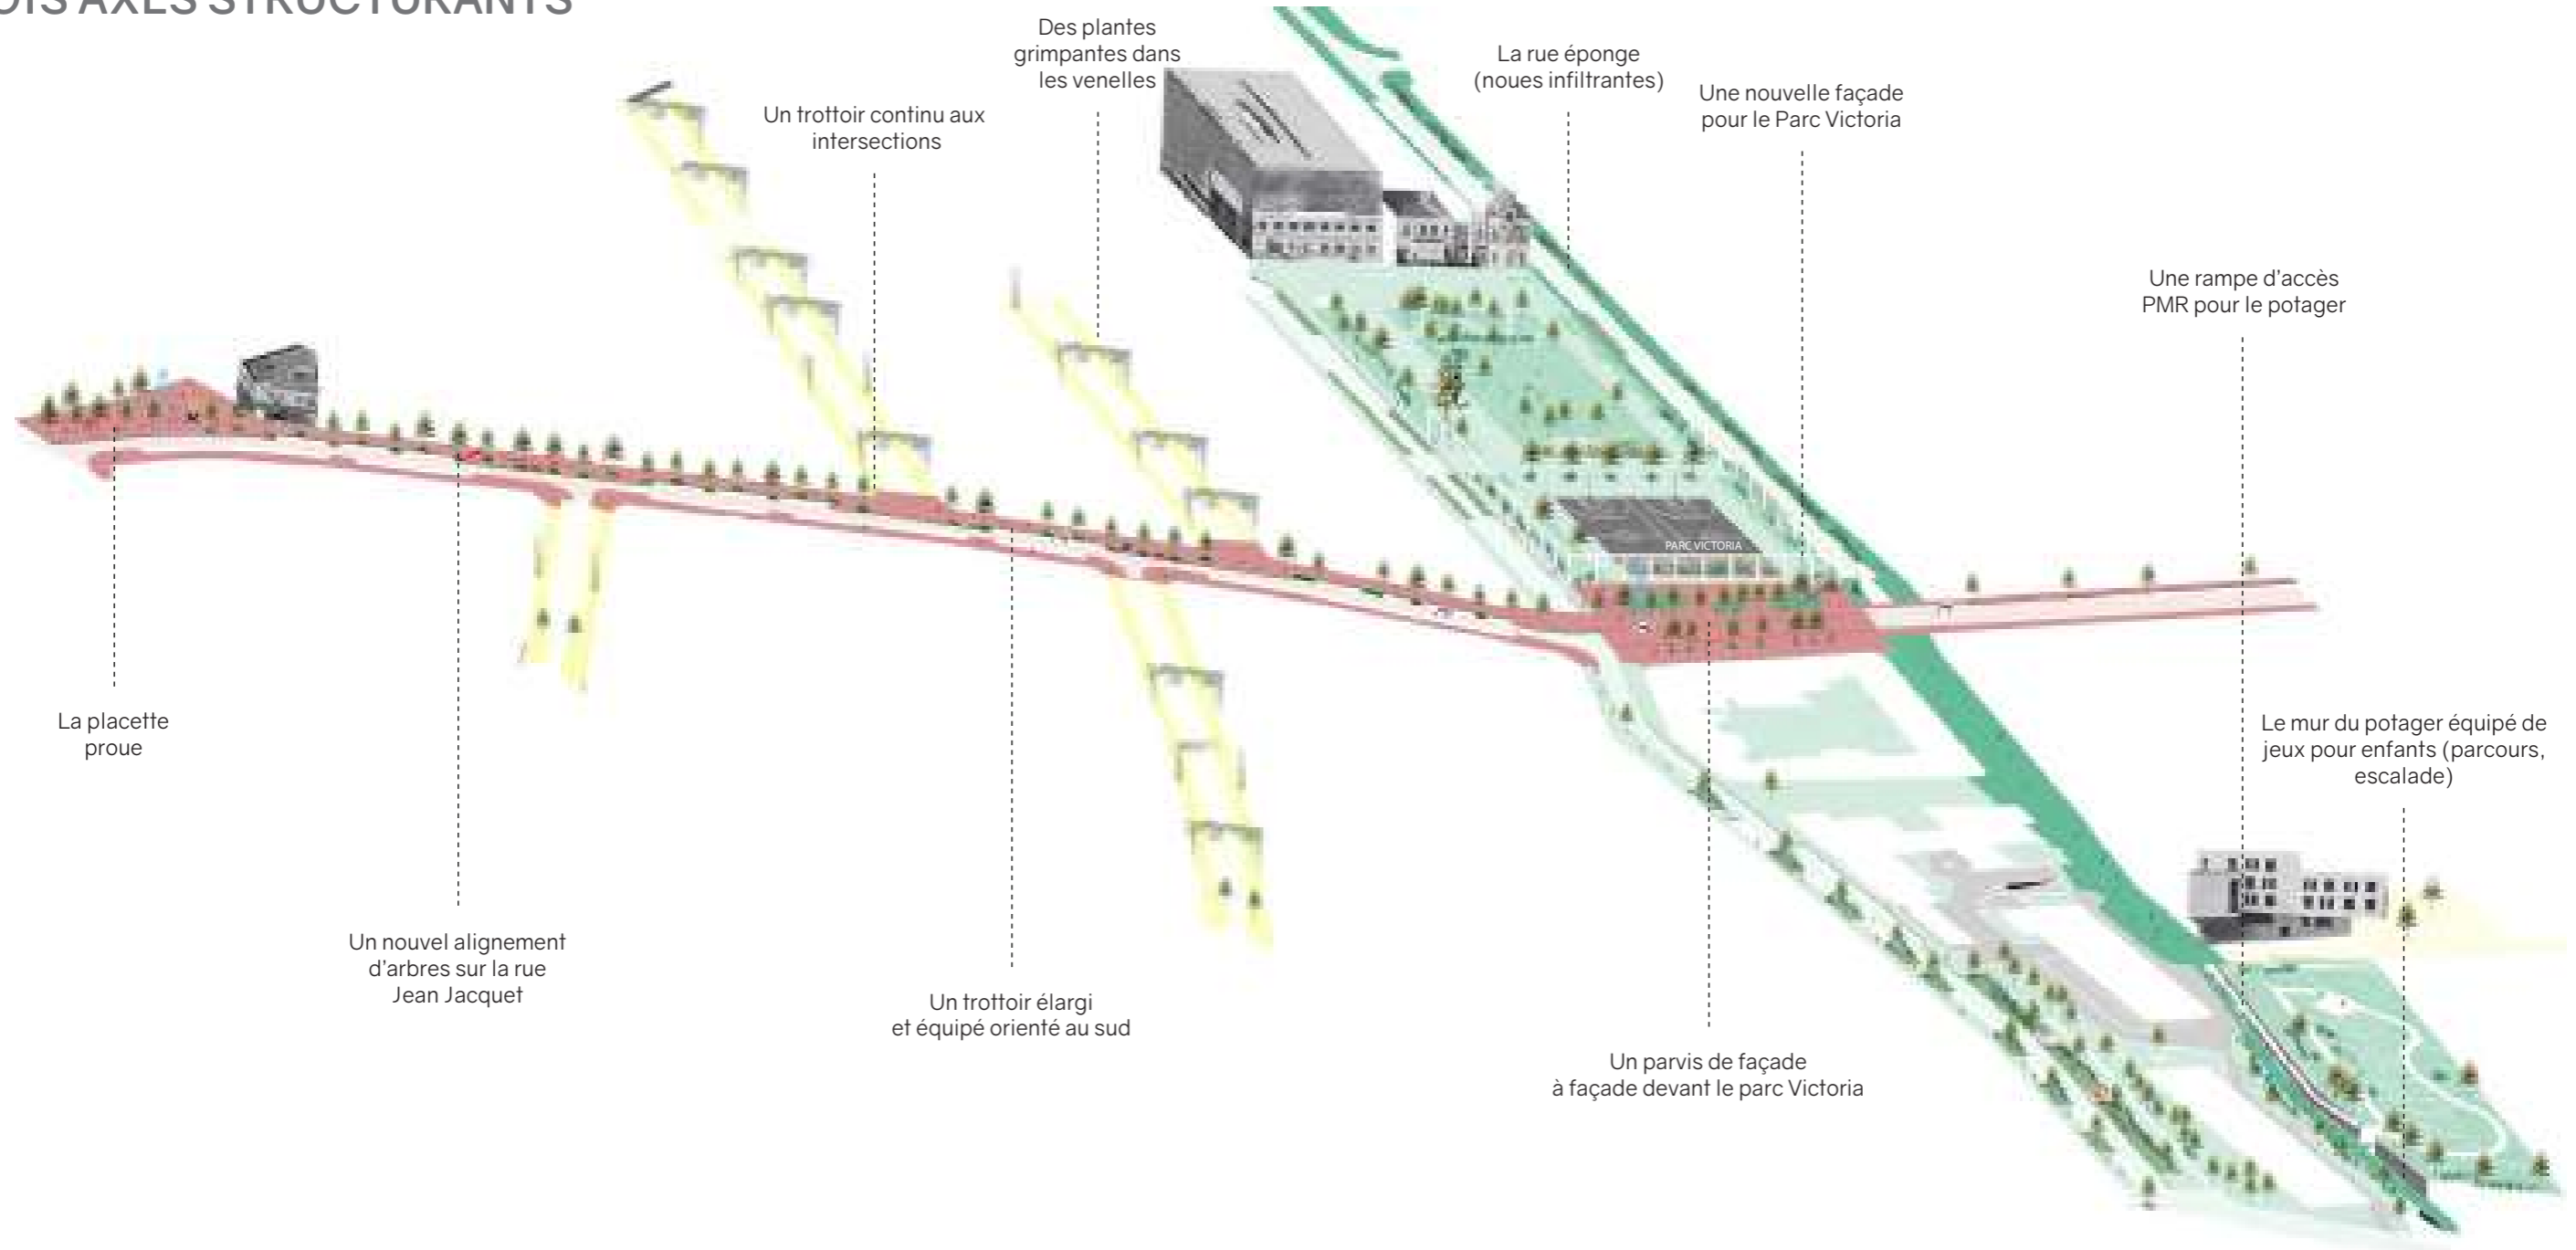 OIS AXES STRUCTURANTS
Des plantes
grimpantes dans
les venelles
La rue éponge
(noues infiltrantes)
Une nouvelle façade
pour le Parc Victoria
Un trottoir continu aux
intersections
Une rampe d'accès
PMR pour le potager
PARC VICTORIA
La placette
proue
Le mur du potager équipé de
jeux pour enfants (parcours,
escalade)
Un nouvel alignement
d'arbres sur la rue
Jean Jacquet
Un trottoir élargi
et équipé orienté au sud
Un parvis de façade
à façade devant le parc Victoria